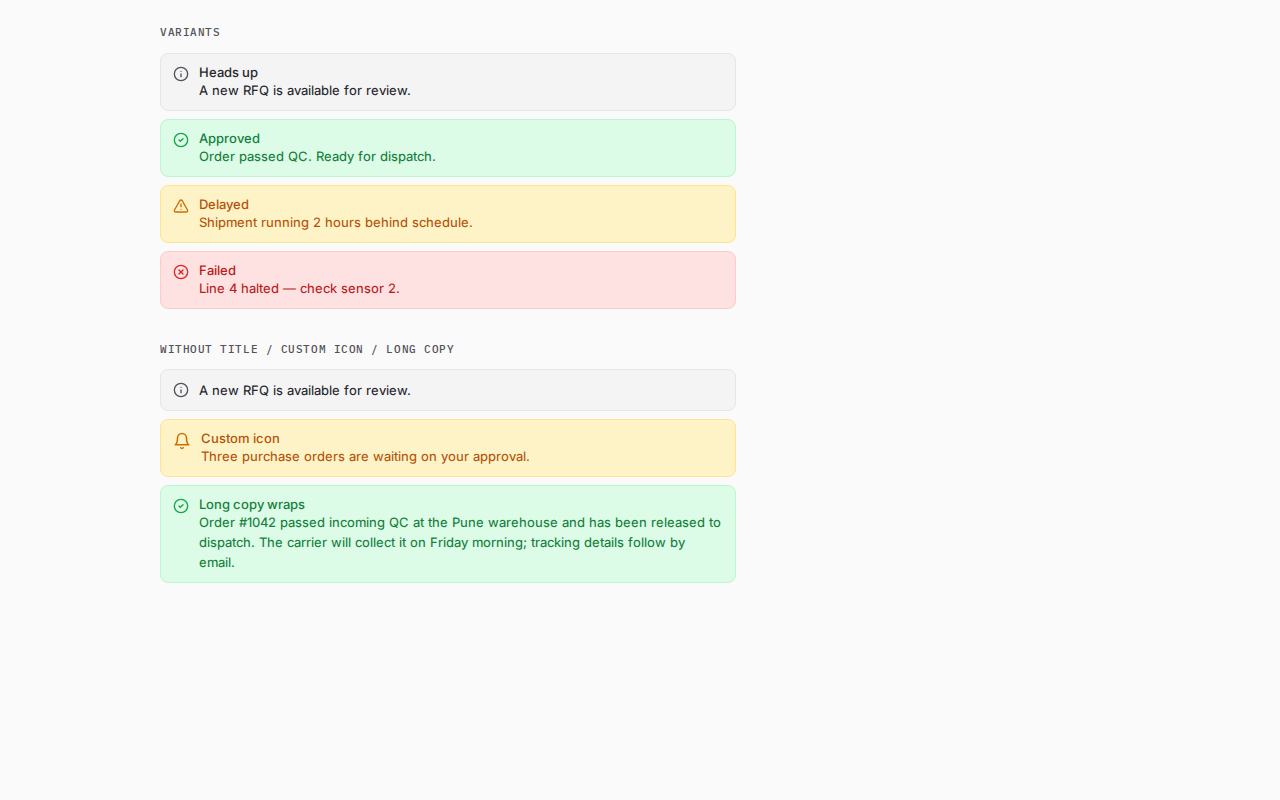 VARIANTS
Heads up
A new RFQ is available for review.
Approved
Order passed QC. Ready for dispatch.
Delayed
Shipment running 2 hours behind schedule.
Failed
Line 4 halted — check sensor 2.
WITHOUT TITLE / CUSTOM ICON / LONG COPY
A new RFQ is available for review.
Custom icon
Three purchase orders are waiting on your approval.
Long copy wraps
Order #1042 passed incoming QC at the Pune warehouse and has been released to
dispatch. The carrier will collect it on Friday morning; tracking details follow by
email.